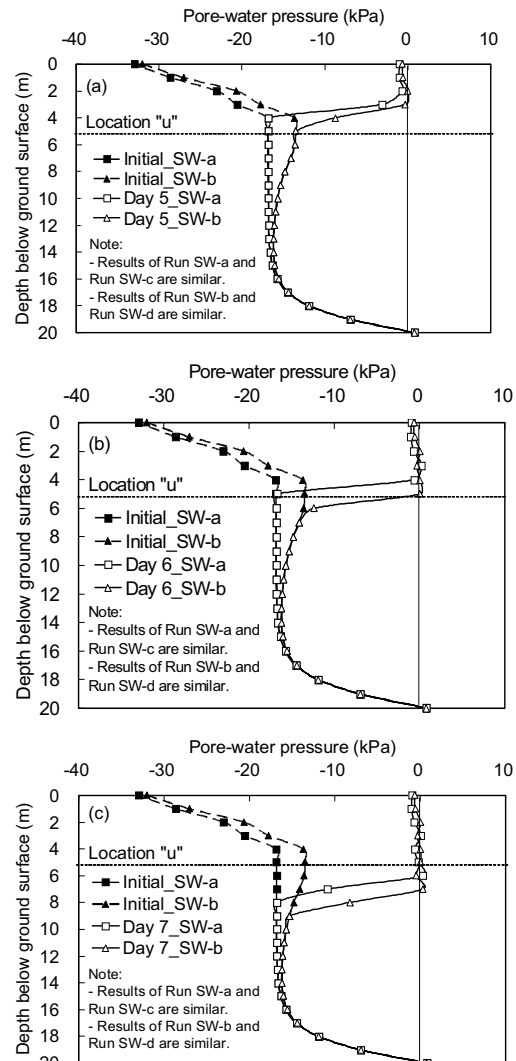 Pore-water pressure (kPa)
-40 -30 -20 -10 0 10
Depth below ground surface (m)
0
2
4
6
8
10
12
14
16
18
20
(a)
Location "u"
Initial_SW-a
Initial_SW-b
Day 5_SW-a
Day 5_SW-b
Note:
- Results of Run SW-a and
Run SW-c are similar.
- Results of Run SW-b and
Run SW-d are similar.
Pore-water pressure (kPa)
-40 -30 -20 -10 0 10
Depth below ground surface (m)
0
2
4
6
8
10
12
14
16
18
20
(b)
Location "u"
Initial_SW-a
Initial_SW-b
Day 6_SW-a
Day 6_SW-b
Note:
- Results of Run SW-a and
Run SW-c are similar.
- Results of Run SW-b and
Run SW-d are similar.
Pore-water pressure (kPa)
-40 -30 -20 -10 0 10
Depth below ground surface (m)
0
2
4
6
8
10
12
14
16
18
20
(c)
Location "u"
Initial_SW-a
Initial_SW-b
Day 7_SW-a
Day 7_SW-b
Note:
- Results of Run SW-a and
Run SW-c are similar.
- Results of Run SW-b and
Run SW-d are similar.